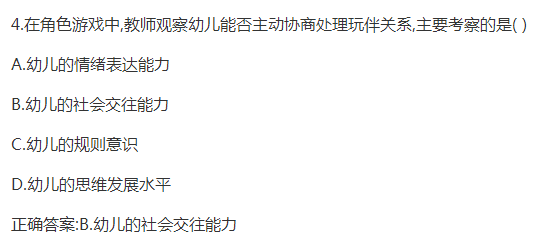 4.在角色游戏中,教师观察幼儿能否主动协商处理玩伴关系,主要考察的是( )
A.幼儿的情绪表达能力
B.幼儿的社会交往能力
C.幼儿的规则意识
D.幼儿的思维发展水平
正确答案:B.幼儿的社会交往能力